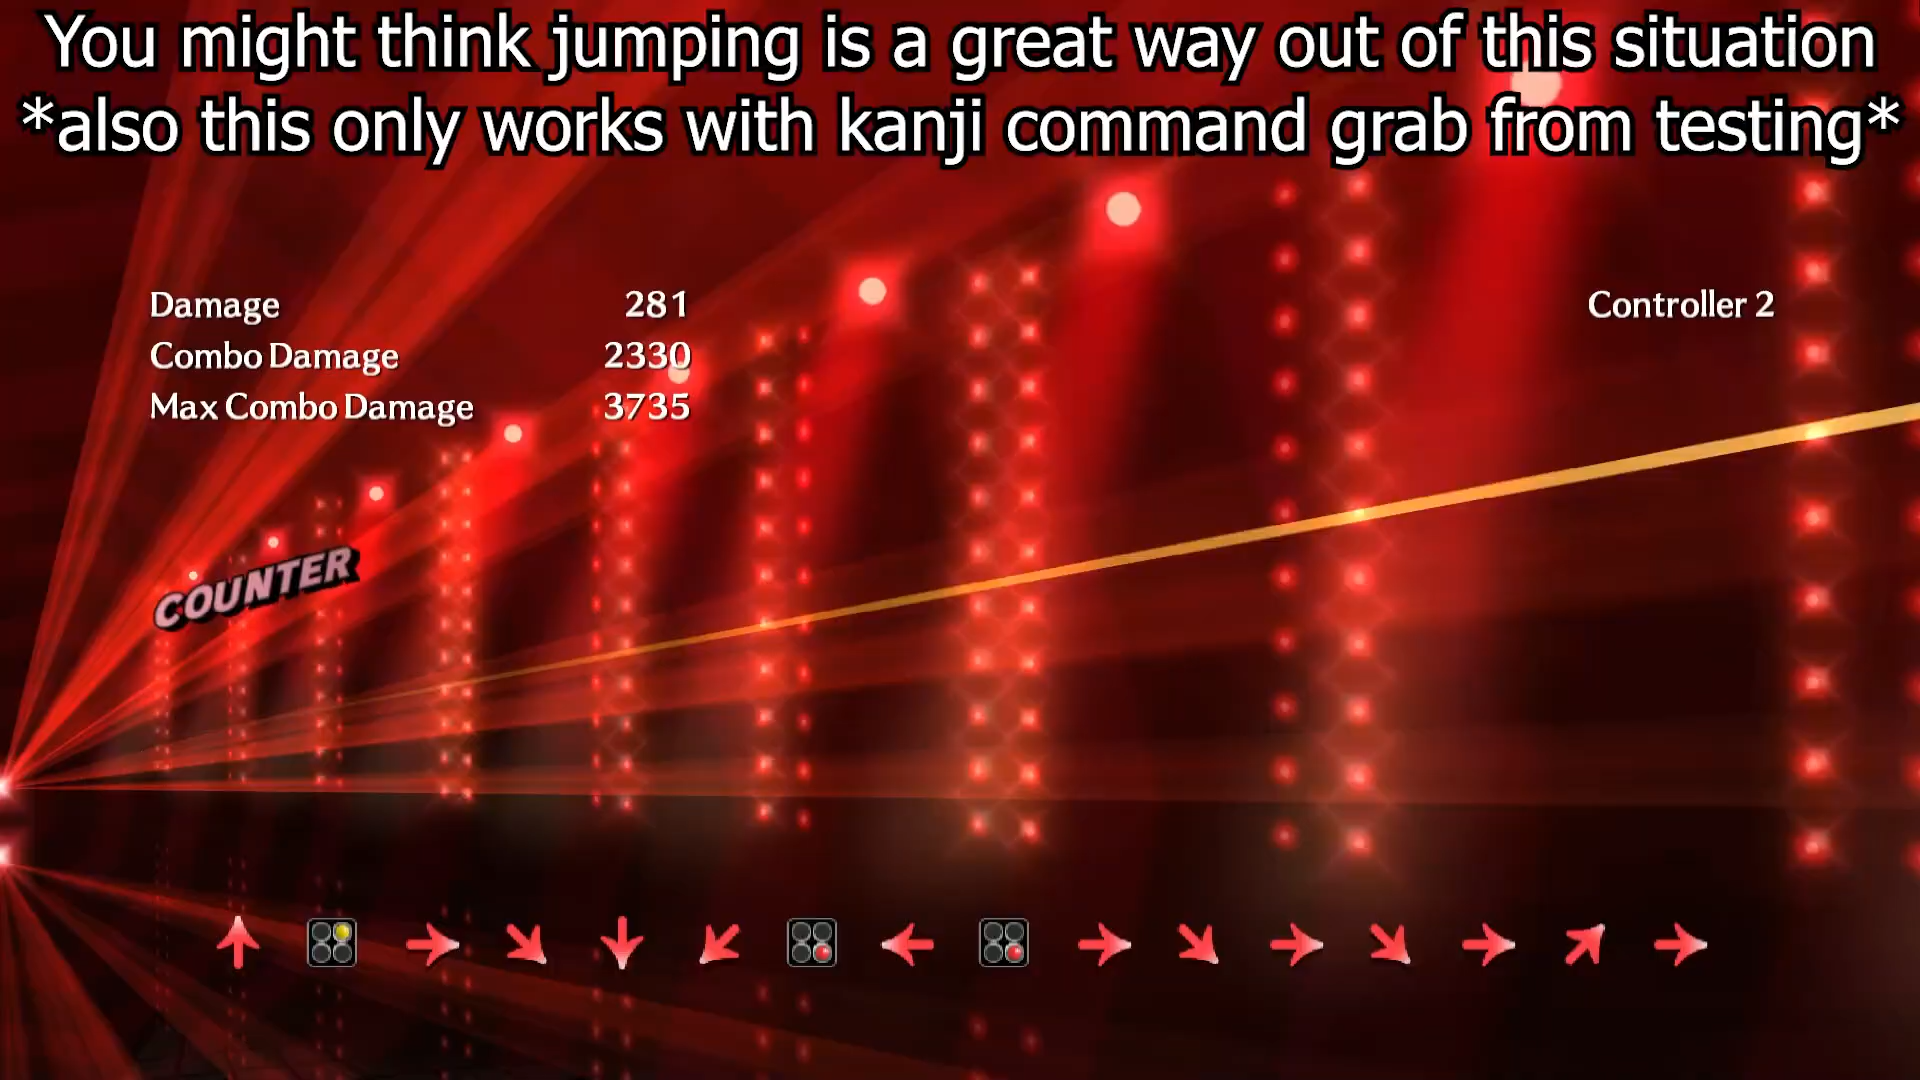 You might think jumping is a great way out of this situation
*also this only works with kanji command grab from testing*
Damage 281
Controller 2
Combo Damage 2330
Max Combo Damage 3735
COUNTER